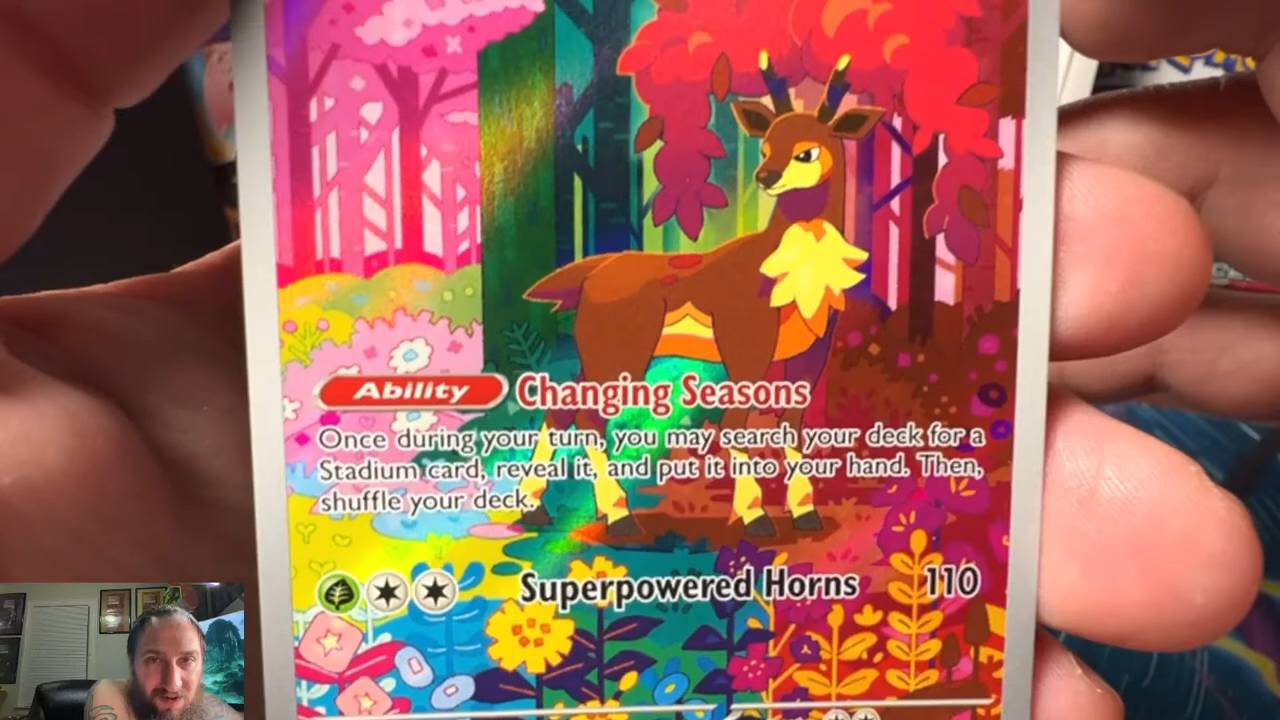 Ability Changing Seasons
Once during your turn, you may search your deck for a
Stadium card, reveal it, and put it into your hand. Then,
shuffle your deck.
Superpowered Horns 110